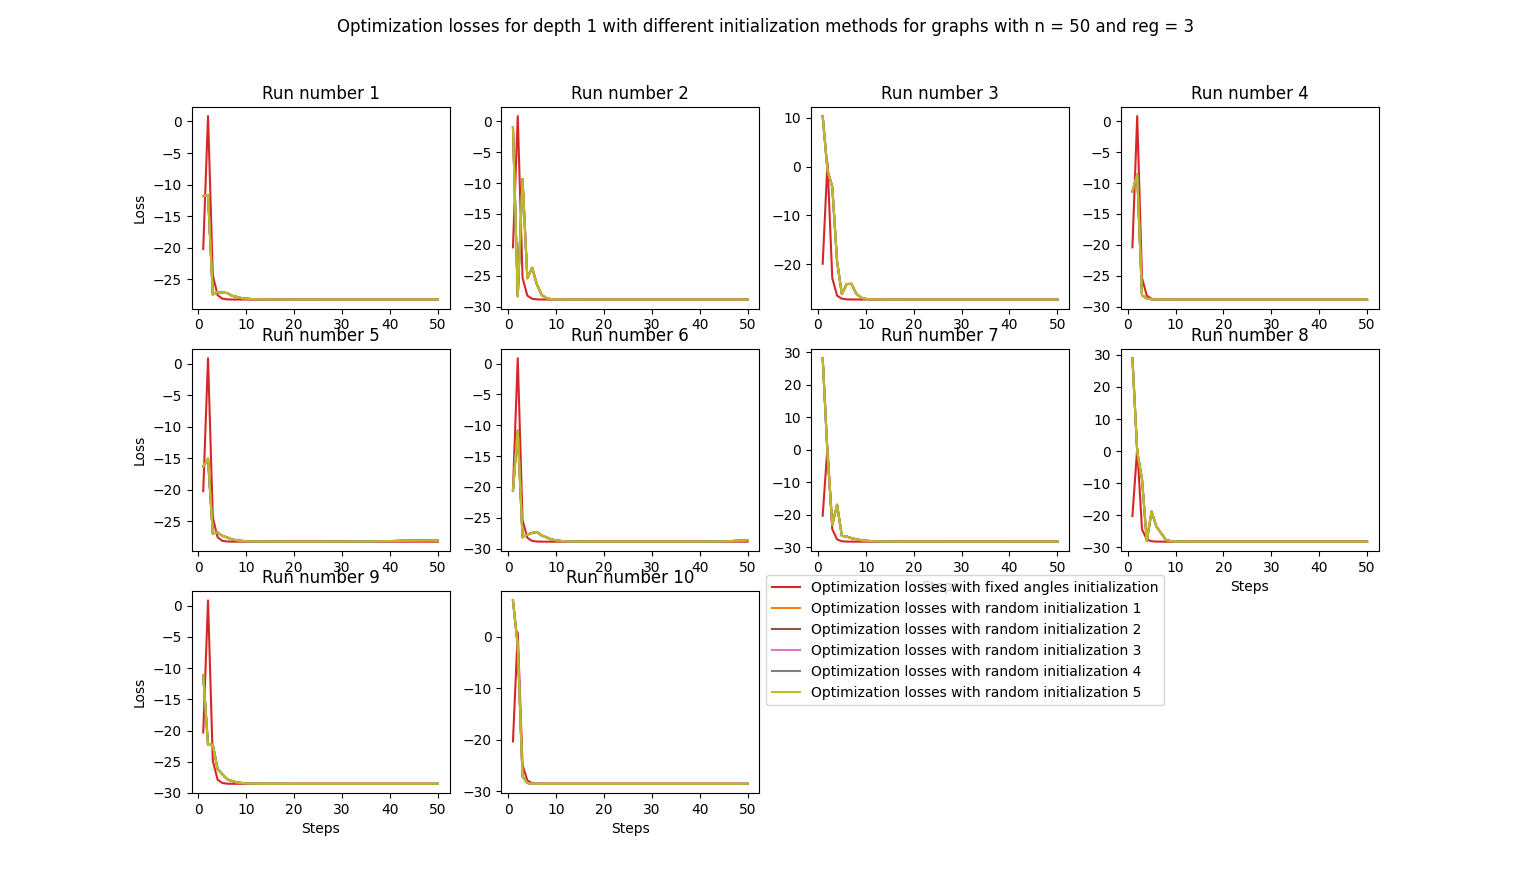 Optimization losses for depth 1 with different initialization methods for graphs with n = 50 and reg = 3
Run number 1
Run number 2
Run number 3
Run number 4
0
−5
−10
−15
−20
−25
Loss
0 10 20 30 40 50
0
−5
−10
−15
−20
−25
−30
0 10 20 30 40 50
10
0
−10
−20
0 10 20 30 40 50
0
−5
−10
−15
−20
−25
−30
0 10 20 30 40 50
Run number 5
Run number 6
Run number 7
Run number 8
0
−5
−10
−15
−20
−25
Loss
0 10 20 30 40 50
0
−5
−10
−15
−20
−25
−30
0 10 20 30 40 50
30
20
10
0
−10
−20
−30
0 10 20 30 40 50
Steps
30
20
10
0
−10
−20
−30
0 10 20 30 40 50
Steps
Run number 9
Run number 10
0
−5
−10
−15
−20
−25
−30
Loss
0 10 20 30 40 50
Steps
0
−10
−20
−30
0 10 20 30 40 50
Steps
Optimization losses with fixed angles initialization
Optimization losses with random initialization 1
Optimization losses with random initialization 2
Optimization losses with random initialization 3
Optimization losses with random initialization 4
Optimization losses with random initialization 5